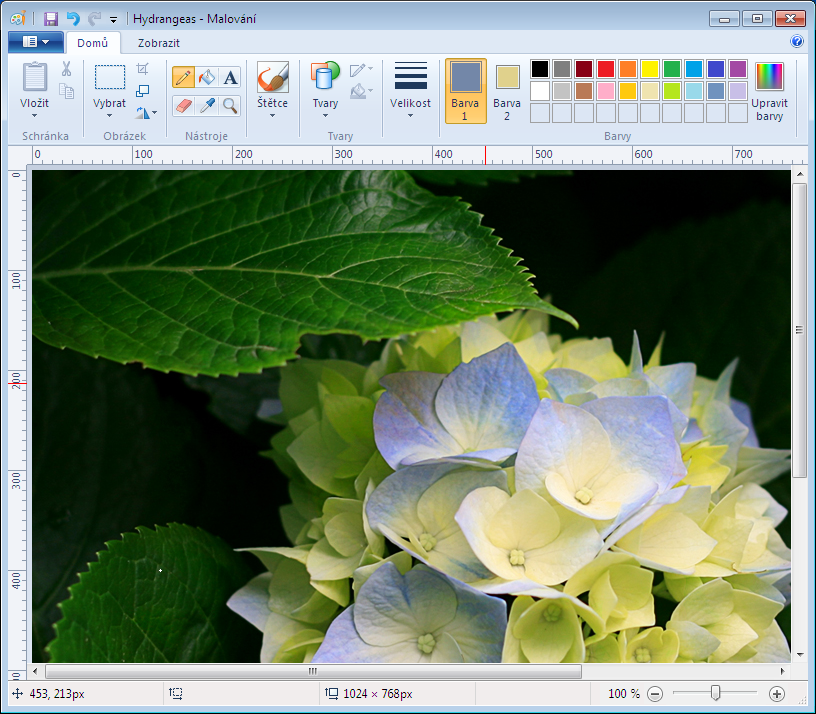 Hydrangeas - Malování
Domů
Zobrazit
Vložit
Vybrat
A
Štětce
Tvary
Velikost
Barva
1
Barva
2
Upravit
barvy
Schránka
Obrázek
Nástroje
Tvary
Barvy
0 100 200 300 400 500 600 700
0
100
200
300
400
453, 213px
1024 × 768px
100 %